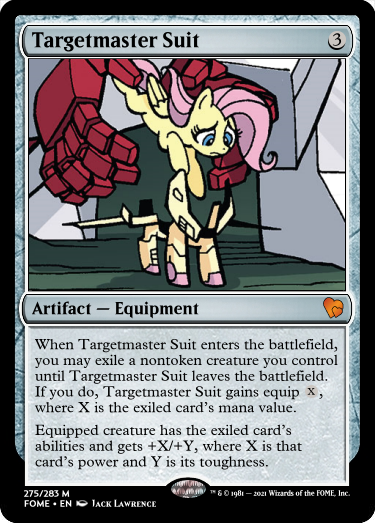 Targetmaster Suit 3
Artifact — Equipment
When Targetmaster Suit enters the battlefield,
you may exile a nontoken creature you control
until Targetmaster Suit leaves the battlefield.
If you do, Targetmaster Suit gains equip X,
where X is the exiled card's mana value.
Equipped creature has the exiled card's
abilities and gets +X/+Y, where X is that
card's power and Y is its toughness.
275/283 M
FOME • EN Jack Lawrence
™ & © 1981 — 2021 Wizards of the FOME, Inc.